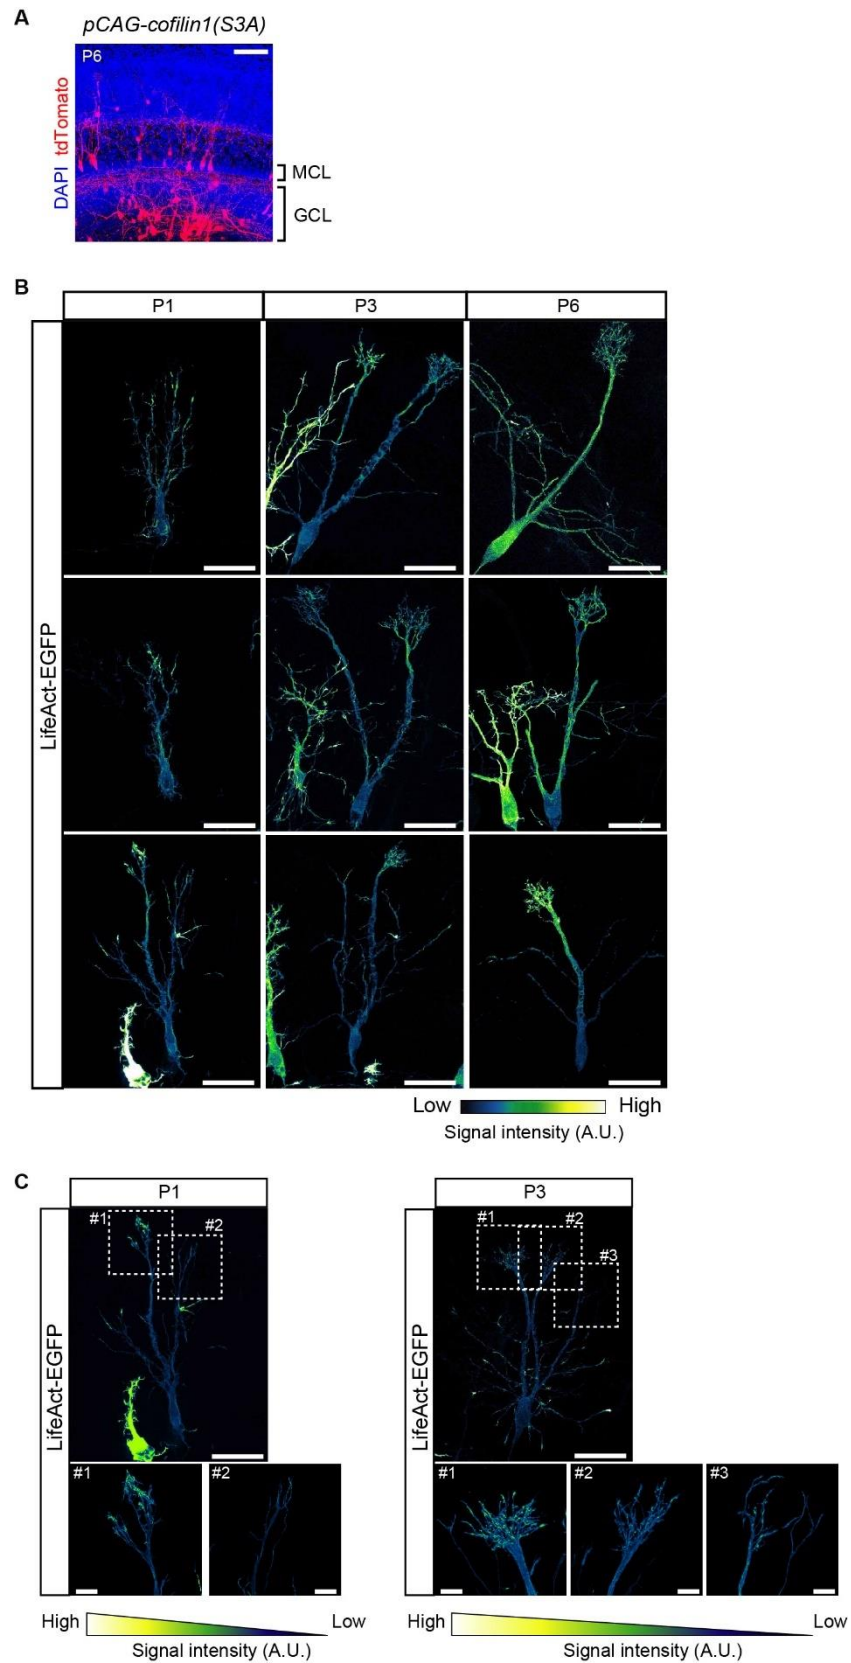 A
pCAG-cofilin1(S3A)
P6
DAPI tdTomato
MCL
GCL
B
P1 P3 P6
LifeAct-EGFP
Low High
Signal intensity (A.U.)
C
P1 P3
LifeAct-EGFP
#1
#2
#1 #2
LifeAct-EGFP
#1 #2
#3
#1 #2 #3
High Low
Signal intensity (A.U.)
High Low
Signal intensity (A.U.)